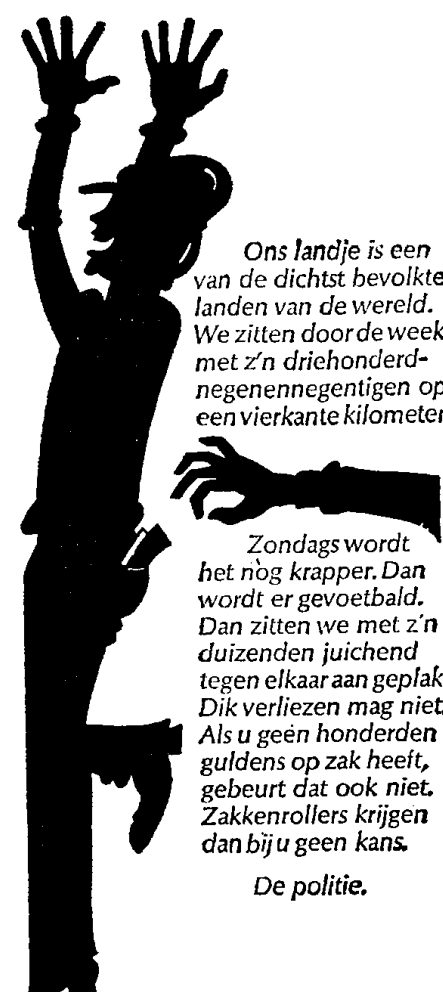 Ons landje is een
van de dichtst bevolkte
landen van de wereld.
We zitten door de week
met z'n driehonderd-
negenennegentigen op
een vierkante kilometer
Zondags wordt
het nòg krapper. Dan
wordt er gevoetbald.
Dan zitten we met z'n
duizenden juichend
tegen elkaar aan geplak
Dik verliezen mag niet.
Als u geen honderden
guldens op zak heeft,
gebeurt dat ook niet.
Zakkenrollers krijgen
dan bij u geen kans.
De politie.